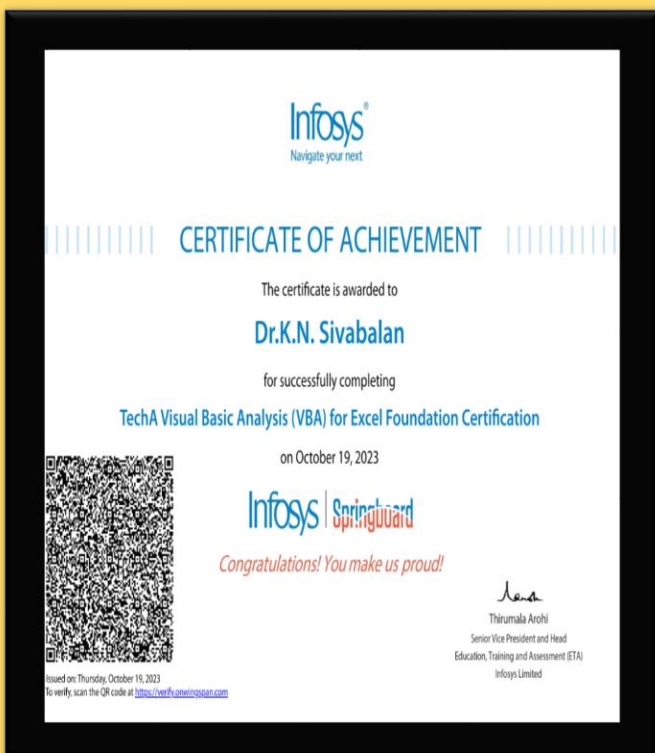 Infosys®
Navigate your next
CERTIFICATE OF ACHIEVEMENT
The certificate is awarded to
Dr.K.N. Sivabalan
for successfully completing
TechA Visual Basic Analysis (VBA) for Excel Foundation Certification
on October 19, 2023
Infosys | Springboard
Congratulations! You make us proud!
Thirumala Arohi
Senior Vice President and Head
Education, Training and Assessment (ETA)
Infosys Limited
Issued on: Thursday, October 19, 2023
To verify, scan the QR code at https://verify.onwingspan.com